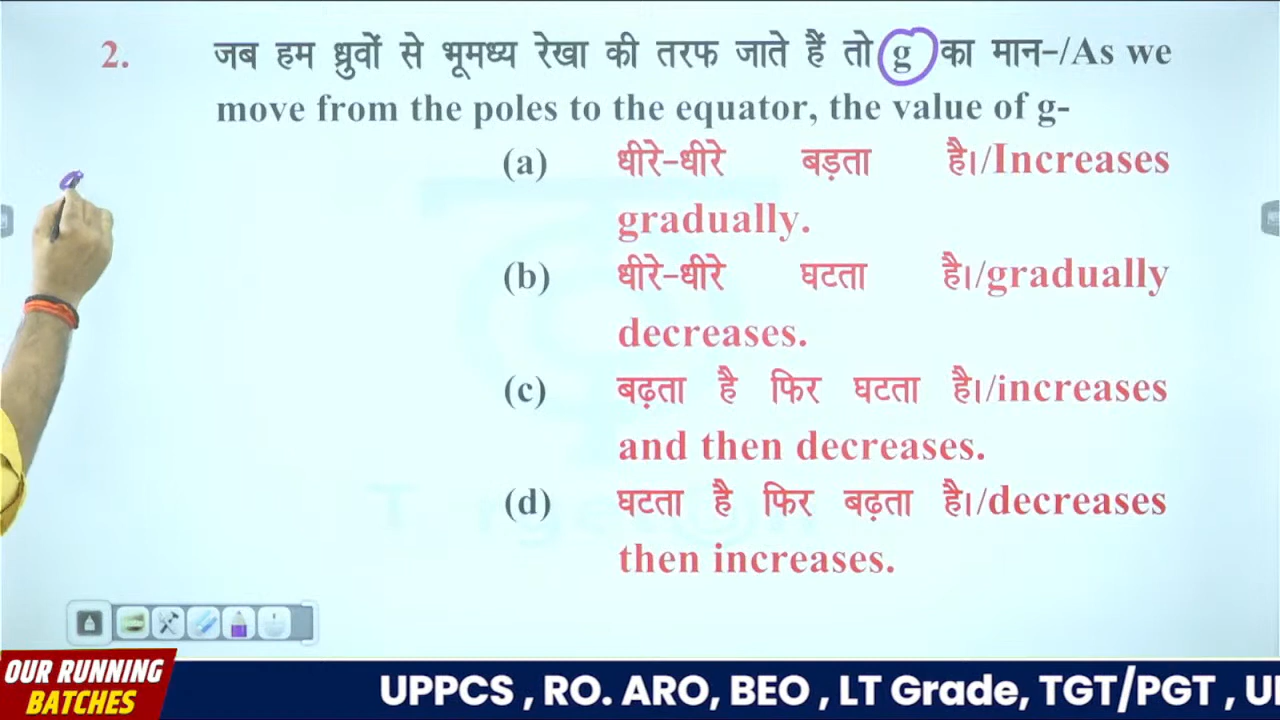 2. जब हम ध्रुवों से भूमध्य रेखा की तरफ जाते हैं तो g का मान-/As we
move from the poles to the equator, the value of g-
(a) धीरे-धीरे बड़ता है।/Increases
gradually.
(b) धीरे-धीरे घटता है।/gradually
decreases.
(c) बढ़ता है फिर घटता है।/increases
and then decreases.
(d) घटता है फिर बढ़ता है।/decreases
then increases.
OUR RUNNING
BATCHES
UPPCS , RO. ARO, BEO , LT Grade, TGT/PGT ,